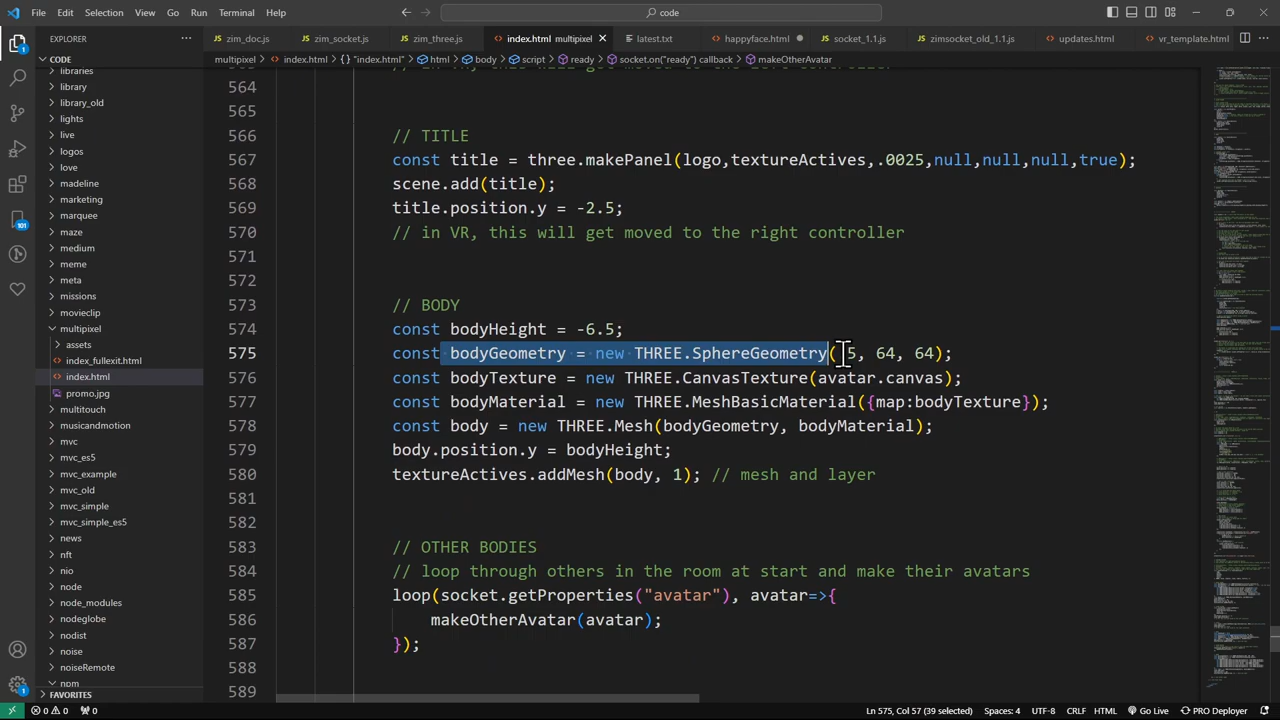 File Edit Selection View Go Run Terminal Help
code
EXPLORER
zim_doc.js zim_socket.js zim_three.js index.html multipixel latest.txt happyface.html socket_1.1.js zimsocket_old_1.1.js updates.html vr_template.html
CODE
multipixel > index.html > "index.html" > html > body > script > ready > socket.on("ready") callback > makeOtherAvatar
libraries
library
library_old
lights
live
logos
love
madeline
marketing
marquee
maze
medium
meme
meta
missions
movieclip
multipixel
assets
index_fullexit.html
index.html
promo.jpg
multitouch
musicandmotion
mvc
mvc_es5
mvc_example
mvc_old
mvc_simple
mvc_simple_es5
news
nft
nio
node
node_modules
nodeglobe
nodist
noise
noiseRemote
npm
FAVORITES
101
1
1
564
565
566 // TITLE
567 const title = three.makePanel(logo,textureActives,.0025,null,null,null,true);
568 scene.add(title);
569 title.position.y = -2.5;
570 // in VR, this will get moved to the right controller
571
572
573 // BODY
574 const bodyHeight = -6.5;
575 const bodyGeometry = new THREE.SphereGeometry( 64);
576 const = new THREE.CanvasTexture(avatar.canvas);
577 const bodyMaterial = new THREE.MeshBasicMaterial({map:bodyTexture});
578 const body = new THREE.Mesh(bodyGeometry, bodyMaterial);
579 body.position.y = bodyHeight;
580 textureActives.addMesh(body, 1); // mesh and layer
581
582
583 // OTHER BODIES
584 // loop through others in the room at start and make their avatars
585 loop(socket.getProperties("avatar"), avatar=>{
586 makeOtherAvatar(avatar);
587 });
588
589
0 0 0 Ln 575, Col 57 (39 selected) Spaces: 4 UTF-8 CRLF HTML Go Live PRO Deployer